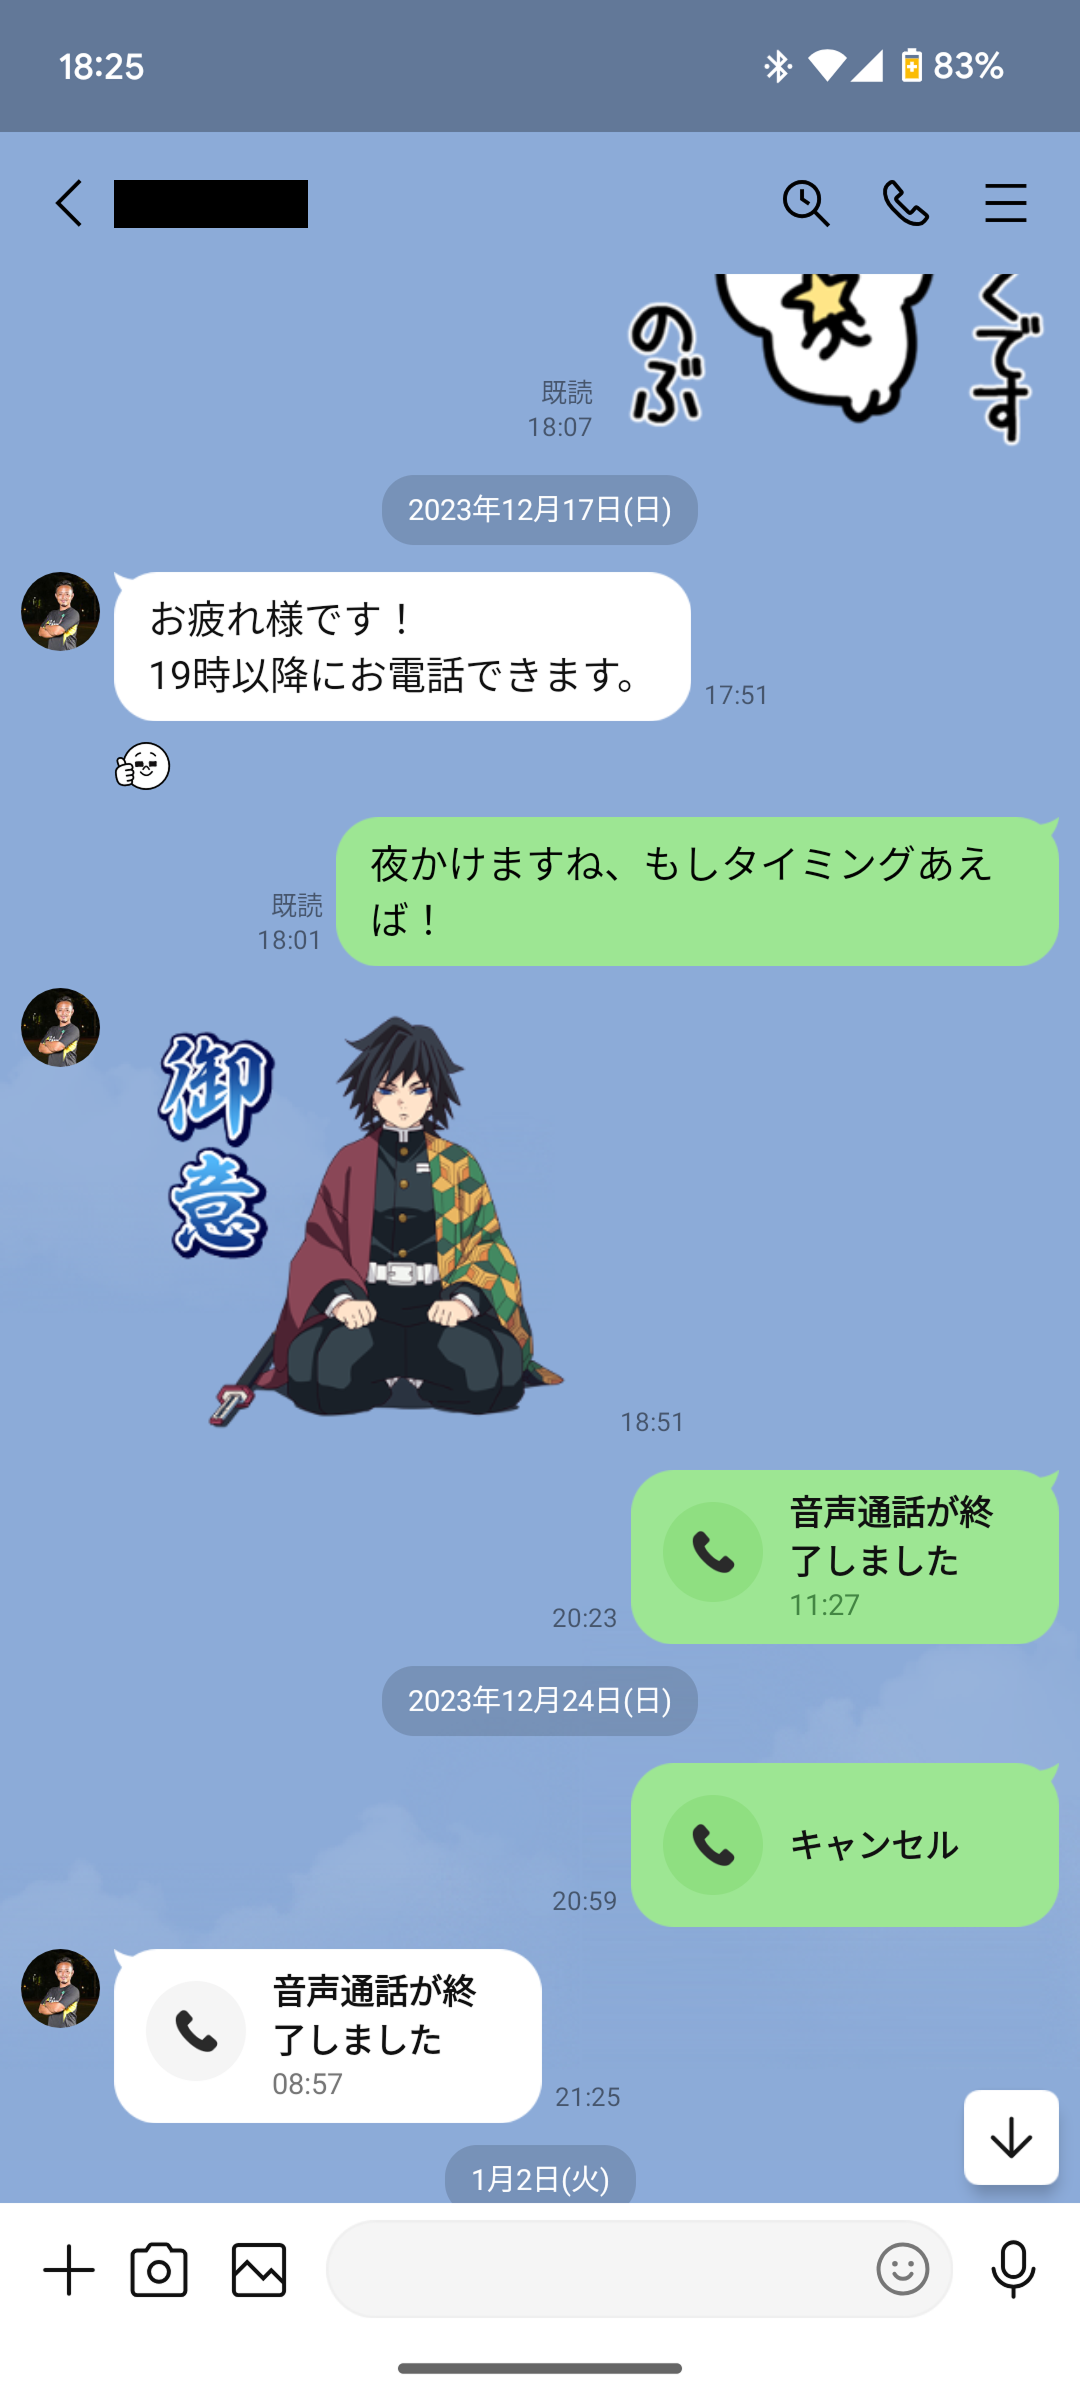 18:25
83%
のぶ
くです
既読
18:07
2023年12月17日(日)
お疲れ様です！
19時以降にお電話できます。
17:51
夜かけますね、もしタイミングあえ
ば！
既読
18:01
御意
18:51
音声通話が終
了しました
11:27
20:23
2023年12月24日(日)
キャンセル
20:59
音声通話が終
了しました
08:57
21:25
1月2日(火)